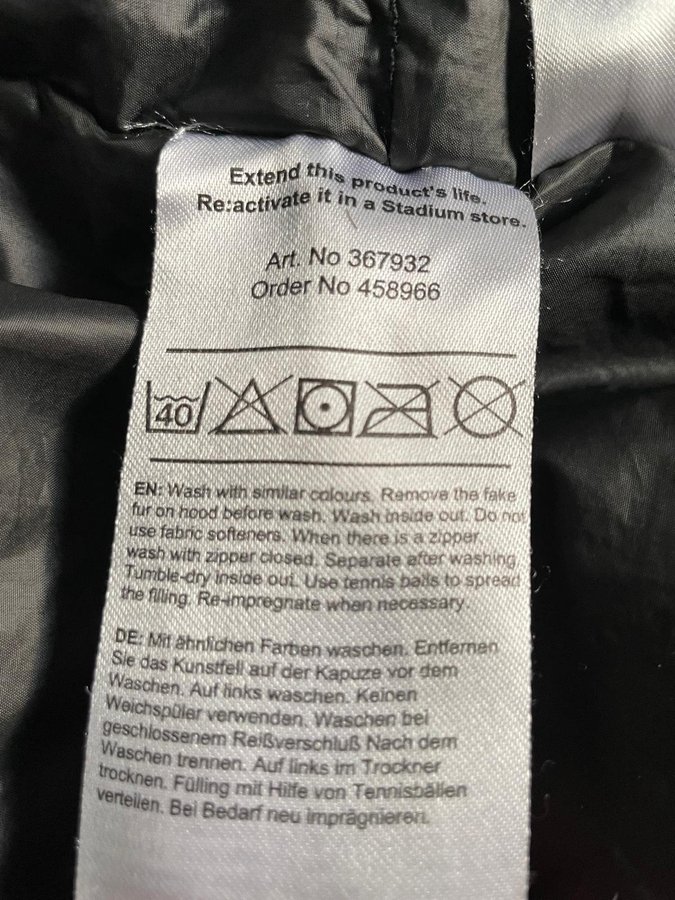 Extend this product's life.
Re:activate it in a Stadium store.
Art. No 367932
Order No 458966
40
EN: Wash with similar colours. Remove the fake
fur on hood before wash. Wash inside out. Do not
use fabric softeners. When there is a zipper,
wash with zipper closed. Separate after washing.
Tumble-dry inside out. Use tennis balls to spread
the filling. Re-impregnate when necessary.
DE: Mit ähnlichen Farben waschen. Entfernen
Sie das Kunstfell auf der Kapuze vor dem
Waschen. Auf links waschen. Keinen
Weichspüler verwenden. Waschen bei
geschlossenem Reißverschluß Nach dem
Waschen trennen. Auf links im Trockner
trocknen. Fülling mit Hilfe von Tennisbällen
verteilen. Bei Bedarf neu imprägnieren.